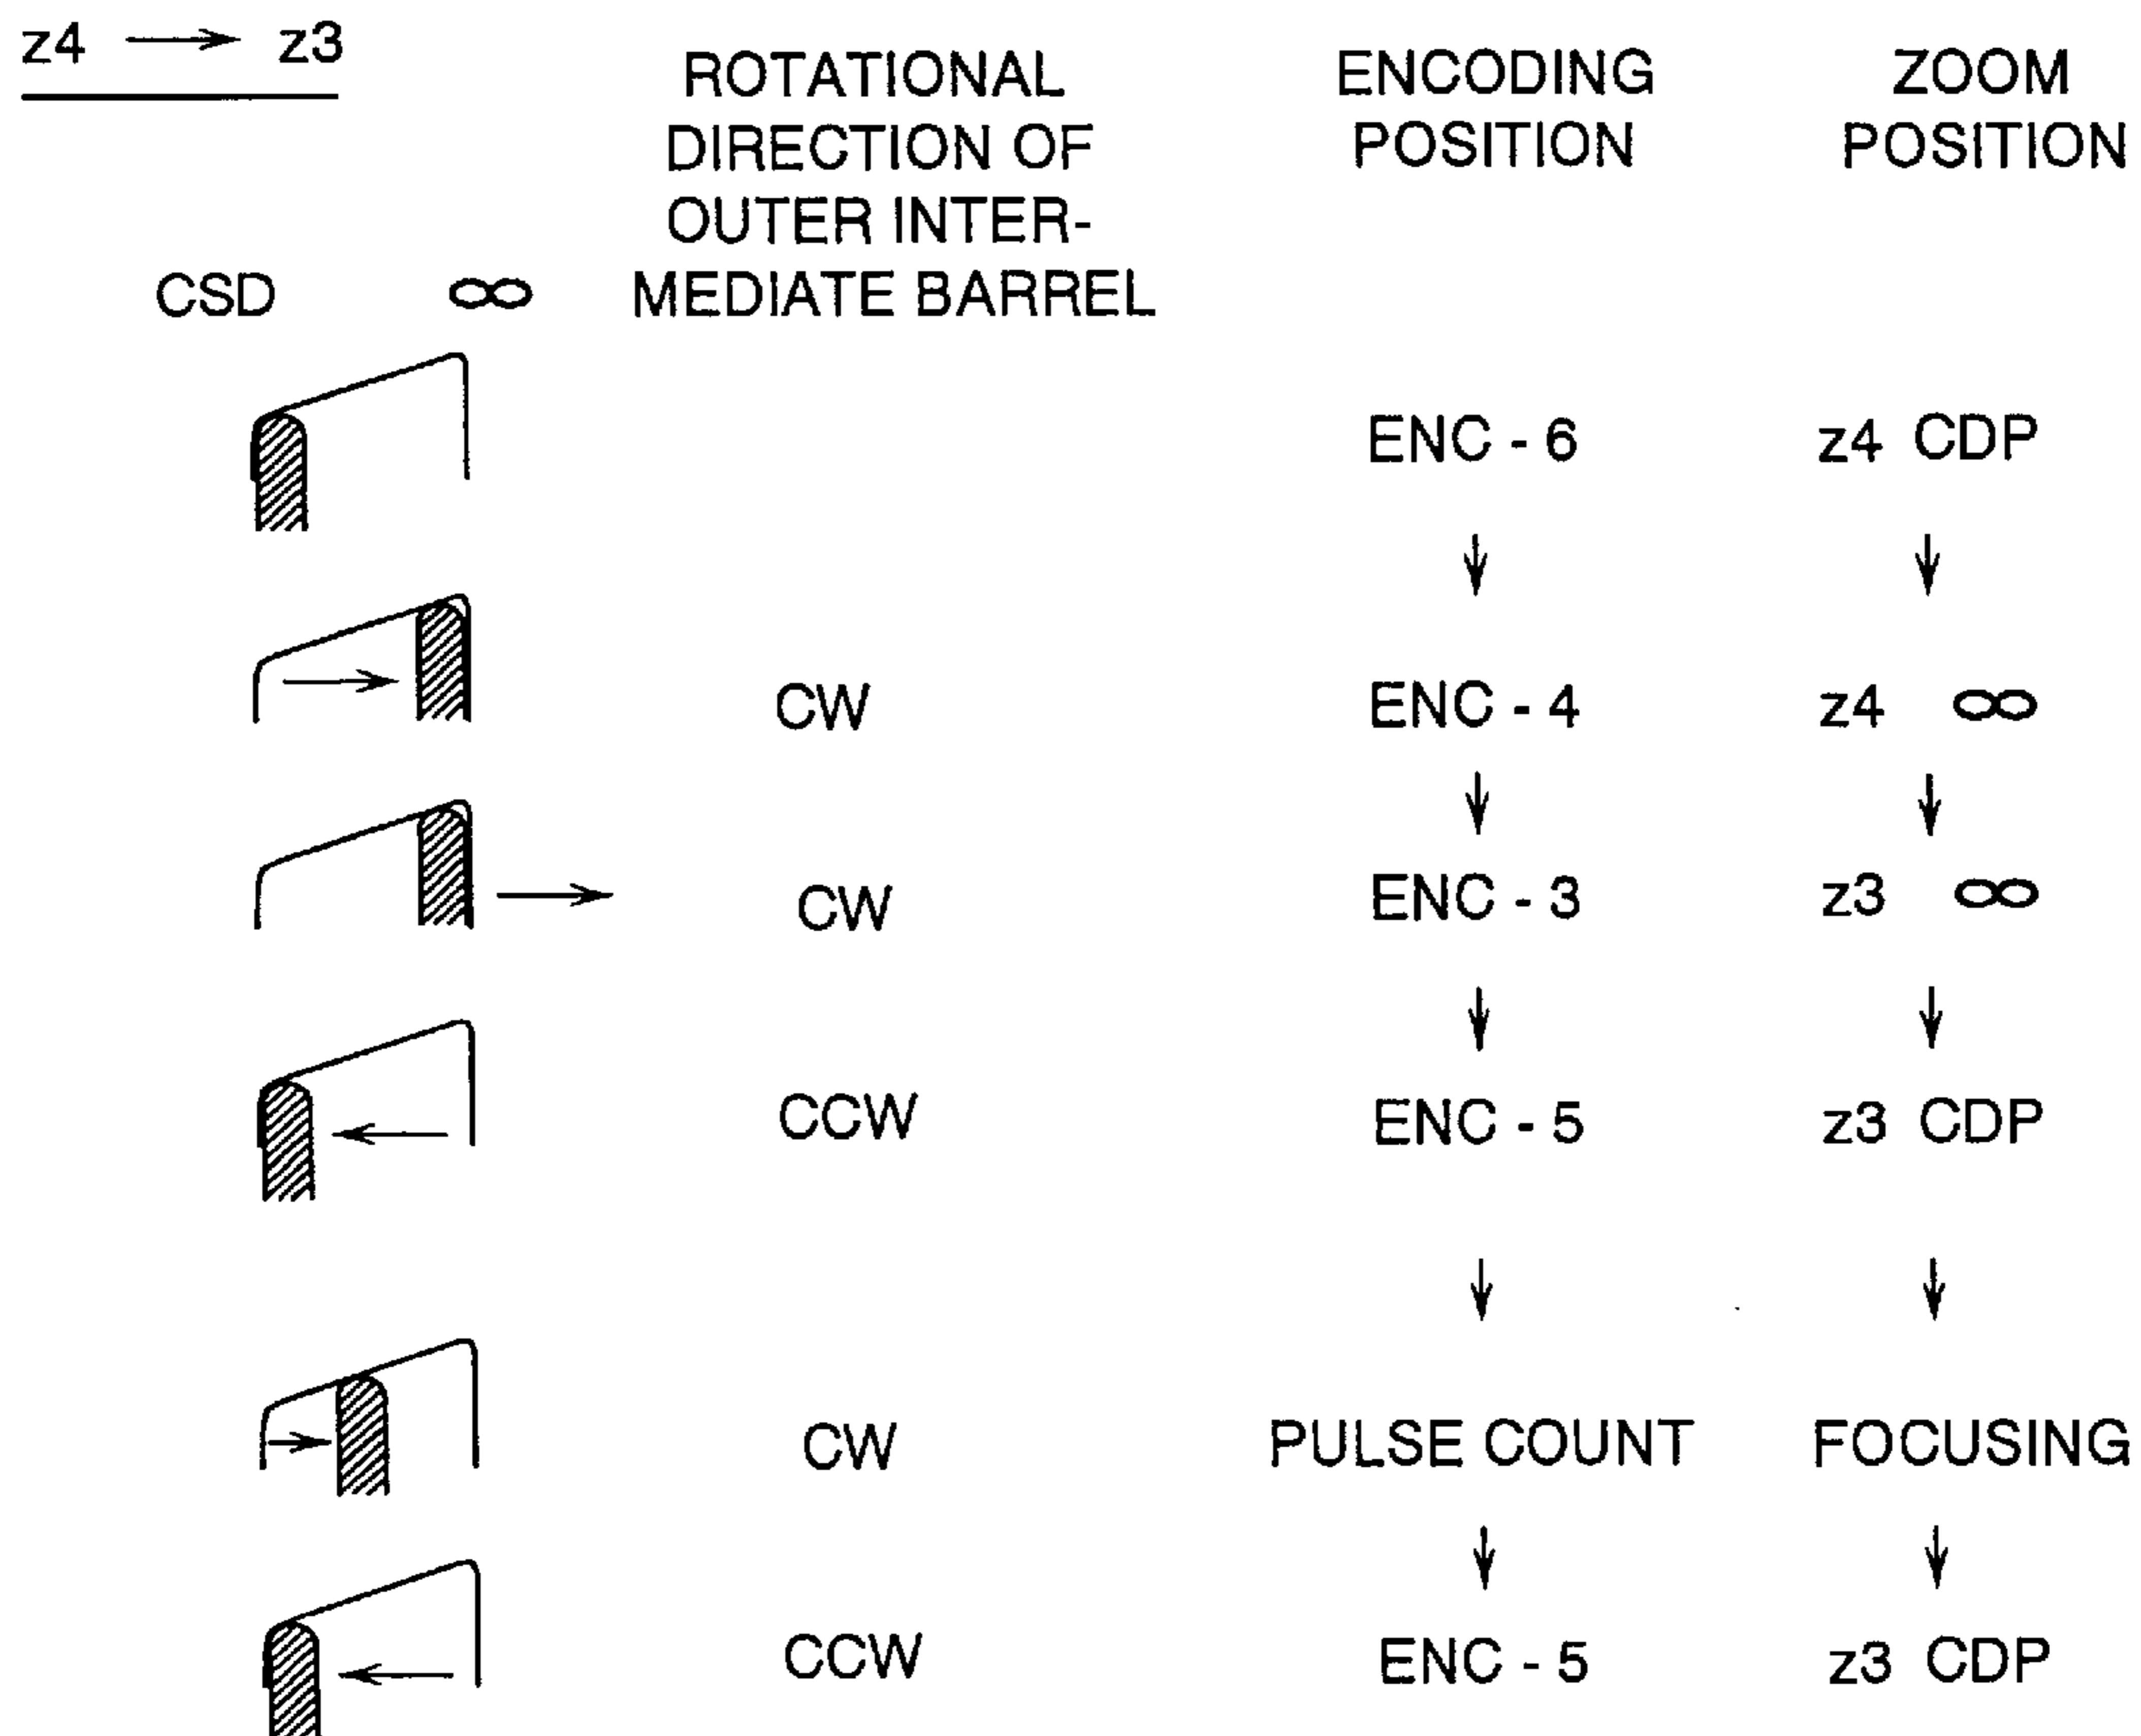 z4 → z3
ROTATIONAL
DIRECTION OF
OUTER INTER-
MEDIATE BARREL
ENCODING
POSITION
ZOOM
POSITION
CSD ∞
ENC - 6 z4 CDP
CW ENC - 4 z4 ∞
CW ENC - 3 z3 ∞
CCW ENC - 5 z3 CDP
CW PULSE COUNT FOCUSING
CCW ENC - 5 z3 CDP